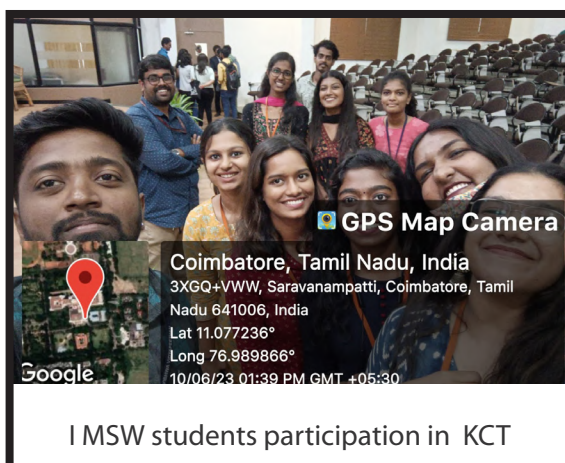 GPS Map Camera
Coimbatore, Tamil Nadu, India
3XGQ+VWW, Saravanampatti, Coimbatore, Tamil
Nadu 641006, India
Lat 11.077236°
Long 76.989866°
10/06/23 01:39 PM GMT +05:30
Google
I MSW students participation in KCT